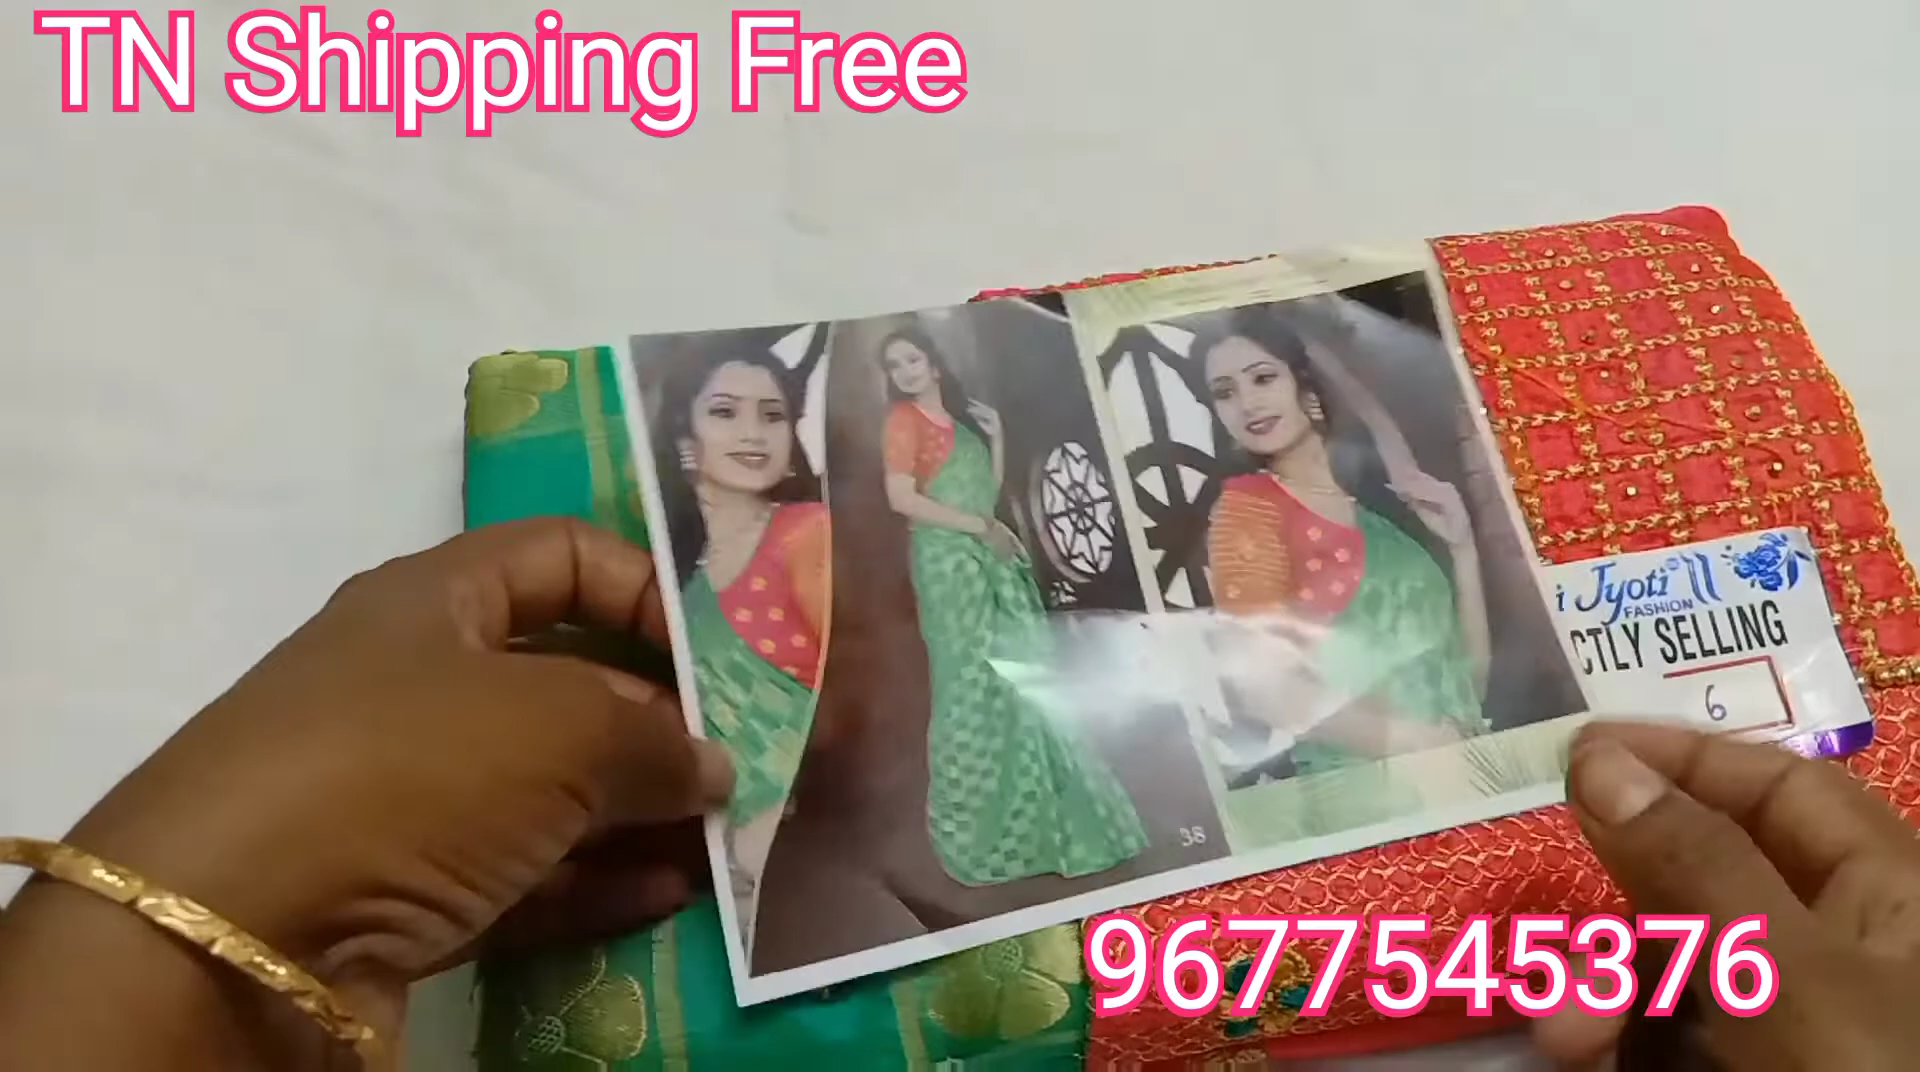 TN Shipping Free
i Jyoti
FASHION
CTLY SELLING
6
38
9677545376